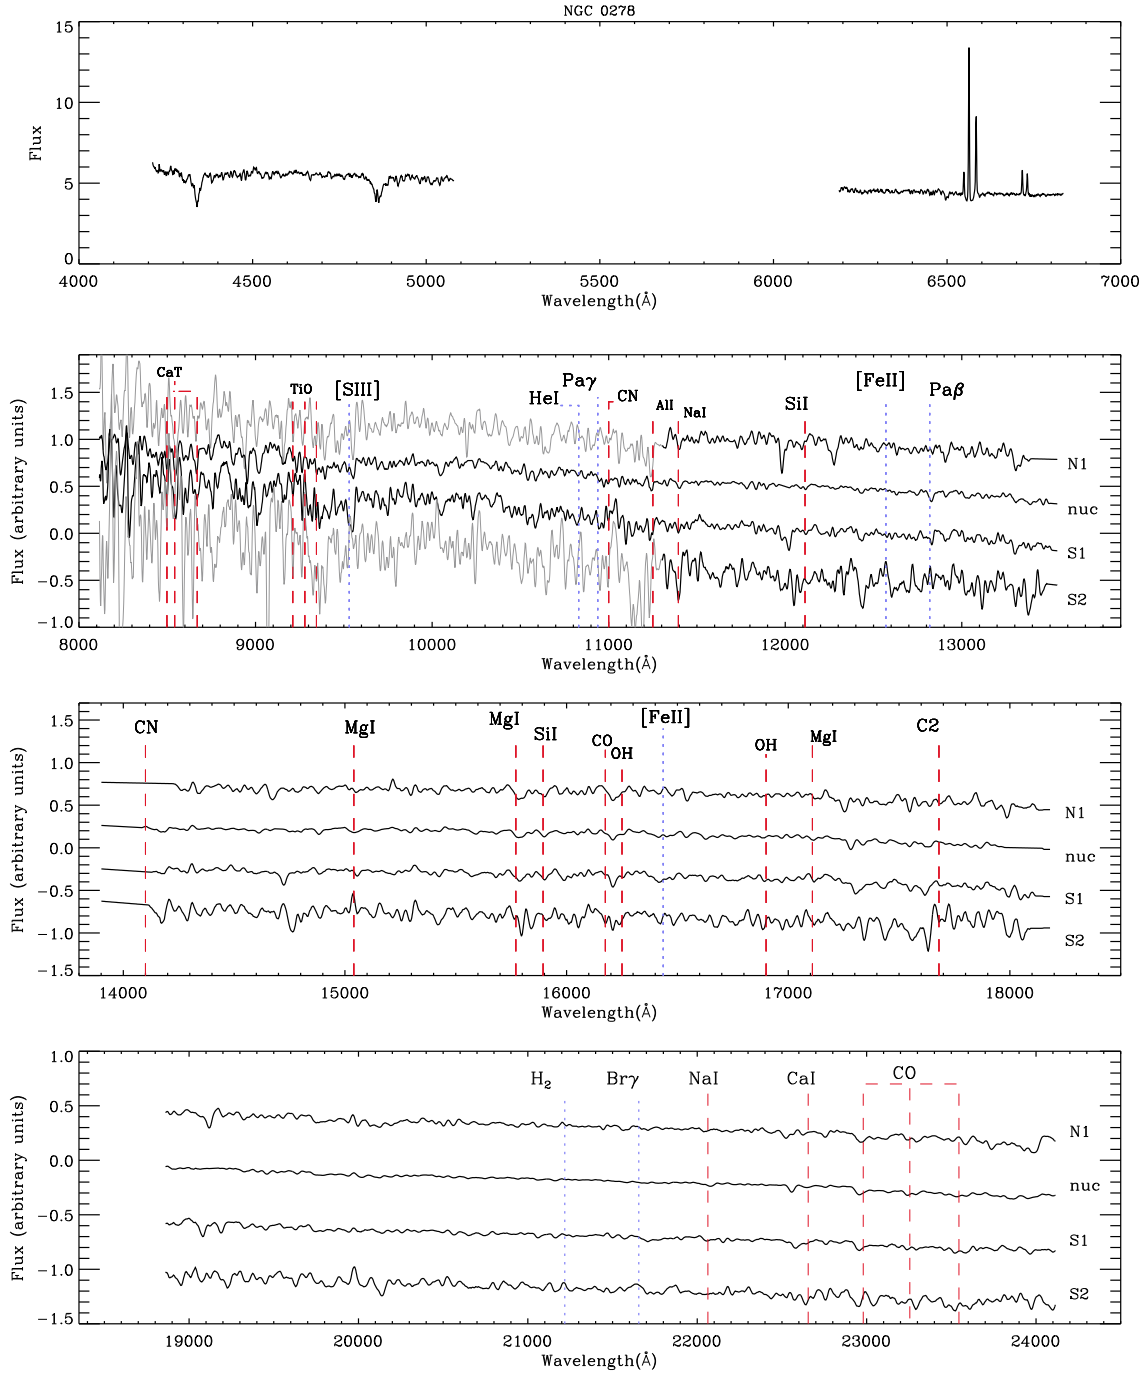 NGC 0278
15
10
5
0
Flux
4000 4500 5000 5500 6000 6500 7000
Wavelength(Å)
CaT TiO [SIII] HeI Paγ CN AlI NaI SiI [FeII] Paβ
1.5
1.0
0.5
0.0
−0.5
−1.0
Flux (arbitrary units)
N1
nuc
S1
S2
8000 9000 10000 11000 12000 13000
Wavelength(Å)
CN MgI MgI SiI CO OH [FeII] OH MgI C2
1.5
1.0
0.5
0.0
−0.5
−1.0
−1.5
Flux (arbitrary units)
N1
nuc
S1
S2
14000 15000 16000 17000 18000
Wavelength(Å)
H₂ Brγ NaI CaI CO
1.0
0.5
0.0
−0.5
−1.0
−1.5
Flux (arbitrary units)
N1
nuc
S1
S2
19000 20000 21000 22000 23000 24000
Wavelength(Å)